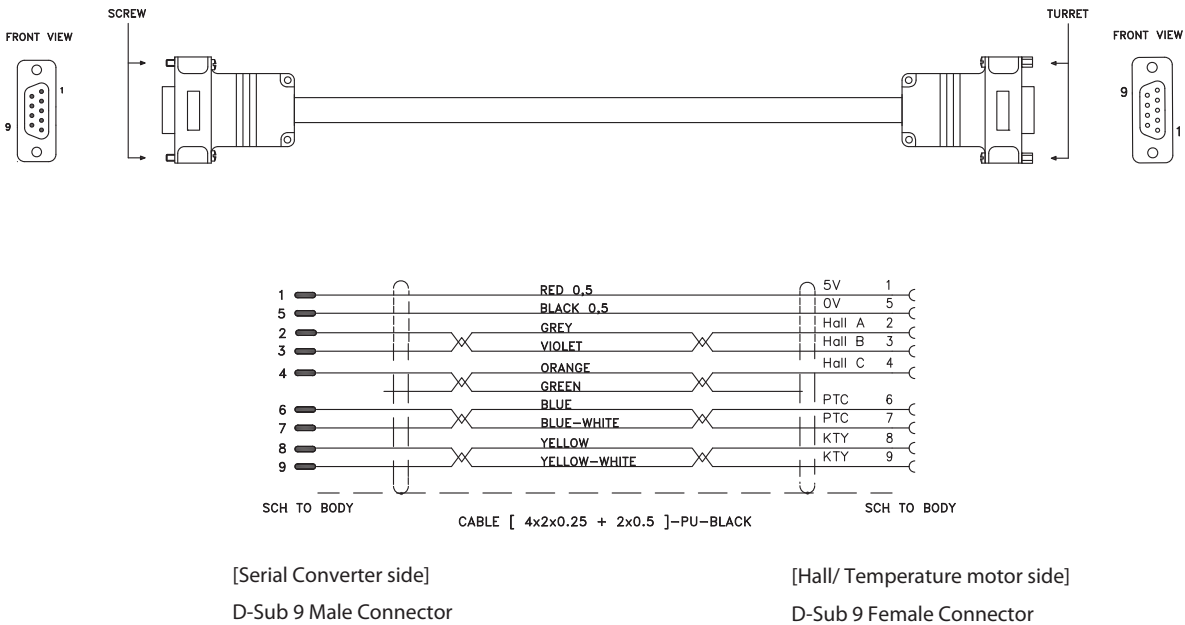 SCREW
TURRET
FRONT VIEW
FRONT VIEW
1
9
9
1
1 RED 0,5 5V 1
5 BLACK 0,5 0V 5
2 GREY Hall A 2
3 VIOLET Hall B 3
4 ORANGE Hall C 4
GREEN
6 BLUE PTC 6
7 BLUE-WHITE PTC 7
8 YELLOW KTY 8
9 YELLOW-WHITE KTY 9
SCH TO BODY
SCH TO BODY
CABLE [ 4x2x0.25 + 2x0.5 ]-PU-BLACK
[Serial Converter side]
D-Sub 9 Male Connector
[Hall/ Temperature motor side]
D-Sub 9 Female Connector